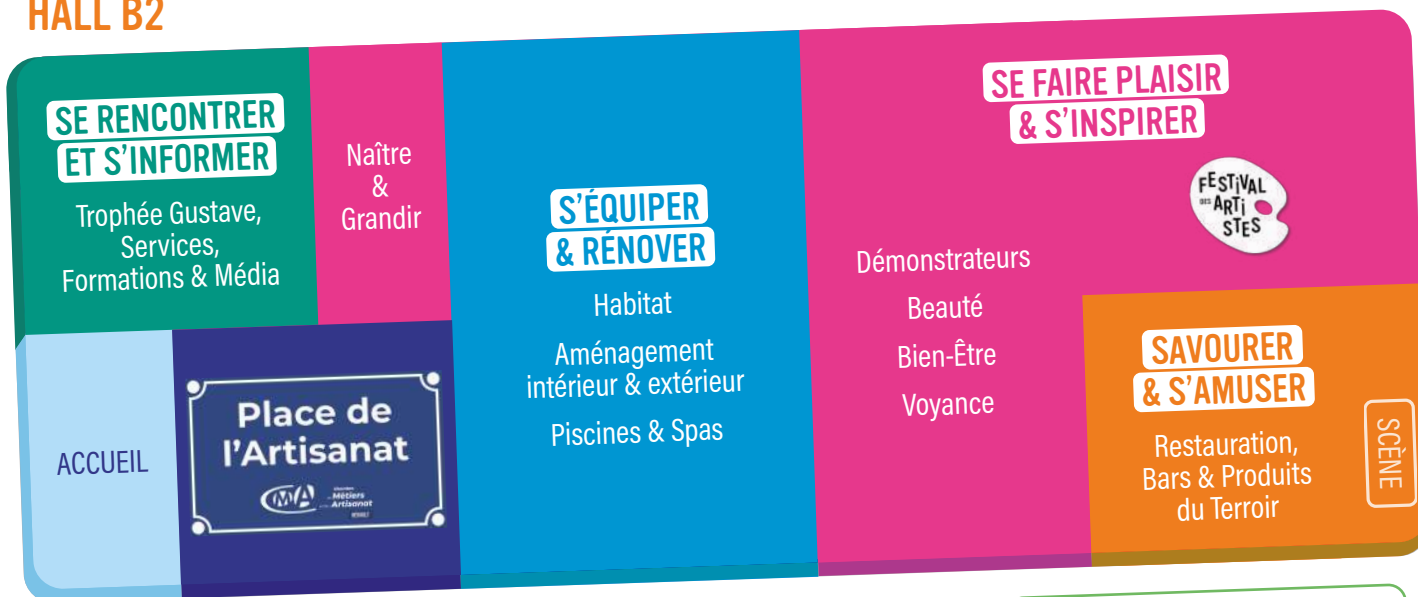 HALL B2
SE RENCONTRER
ET S'INFORMER
Trophée Gustave,
Services,
Formations & Média
Naître
&
Grandir
S'ÉQUIPER
& RÉNOVER
Habitat
Aménagement
intérieur & extérieur
Piscines & Spas
SE FAIRE PLAISIR
& S'INSPIRER
FESTIVAL
DES ARTI
STES
Démonstrateurs
Beauté
Bien-Être
Voyance
SAVOURER
& S'AMUSER
Restauration,
Bars & Produits
du Terroir
SCÈNE
ACCUEIL
Place de
l'Artisanat
CMA
Métiers
Artisanat